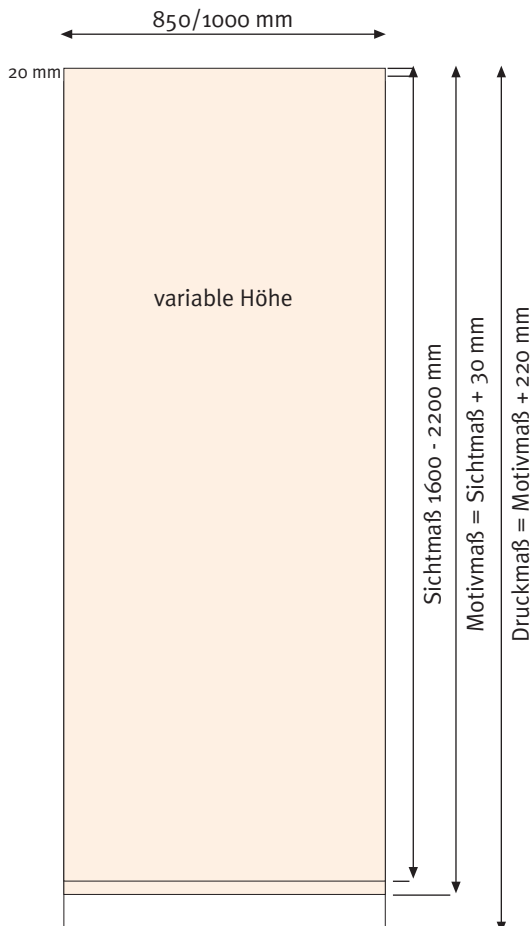 850/1000 mm
20 mm
variable Höhe
Sichtmaß 1600 - 2200 mm
Motivmaß = Sichtmaß + 30 mm
Druckmaß = Motivmaß + 220 mm